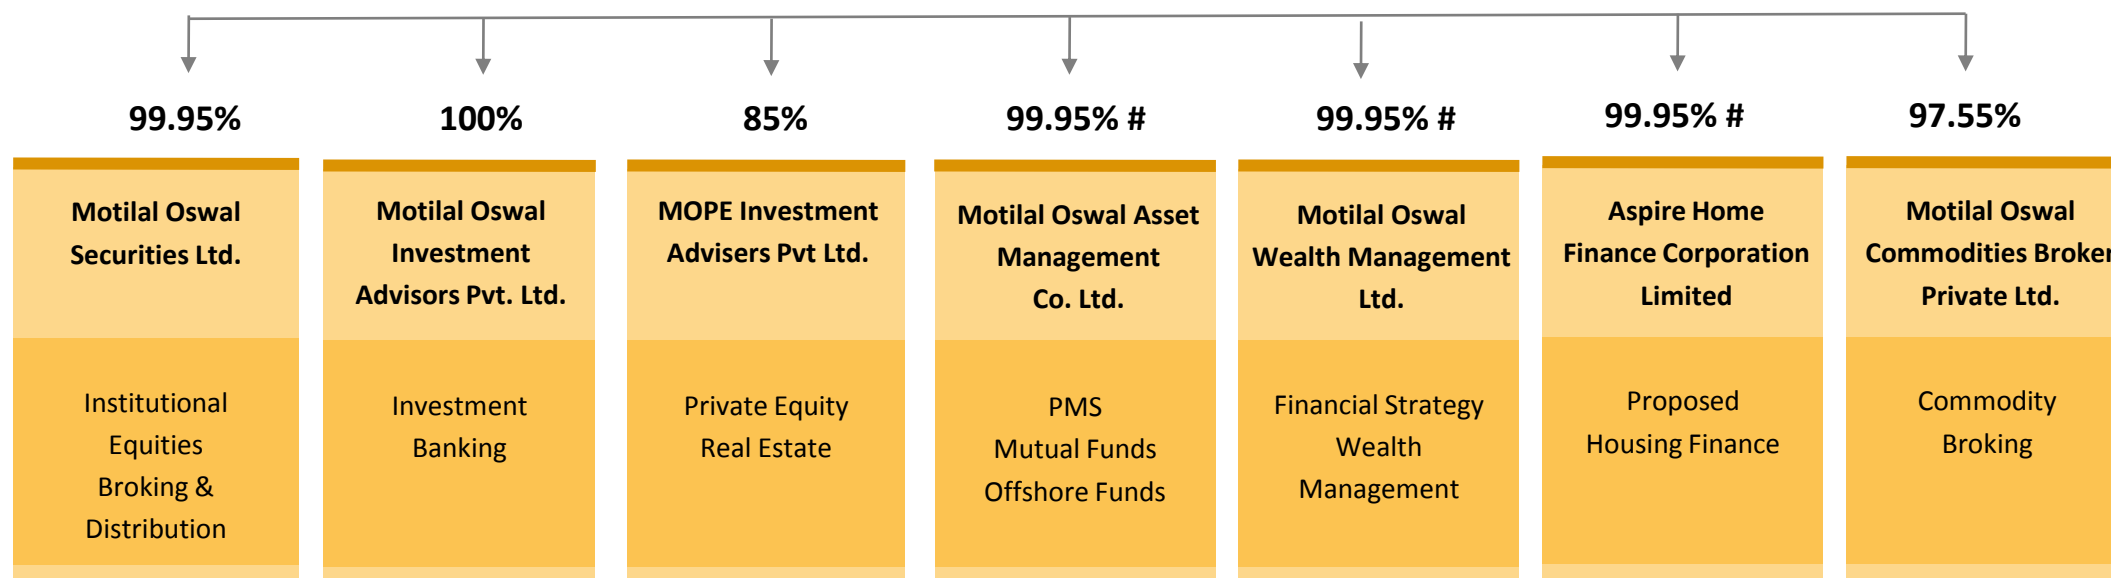 99.95%
100%
85%
99.95% #
99.95% #
99.95% #
97.55%
Motilal Oswal
Securities Ltd.
Motilal Oswal
Investment
Advisors Pvt. Ltd.
MOPE Investment
Advisers Pvt Ltd.
Motilal Oswal Asset
Management
Co. Ltd.
Motilal Oswal
Wealth Management
Ltd.
Aspire Home
Finance Corporation
Limited
Motilal Oswal
Commodities Broker
Private Ltd.
Institutional
Equities
Broking &
Distribution
Investment
Banking
Private Equity
Real Estate
PMS
Mutual Funds
Offshore Funds
Financial Strategy
Wealth
Management
Proposed
Housing Finance
Commodity
Broking